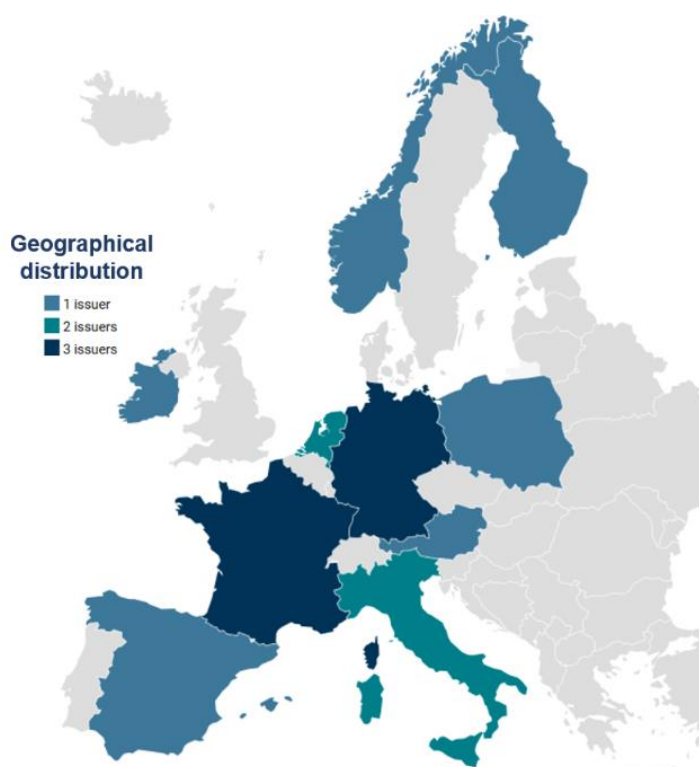 Geographical
distribution
1 issuer
2 issuers
3 issuers